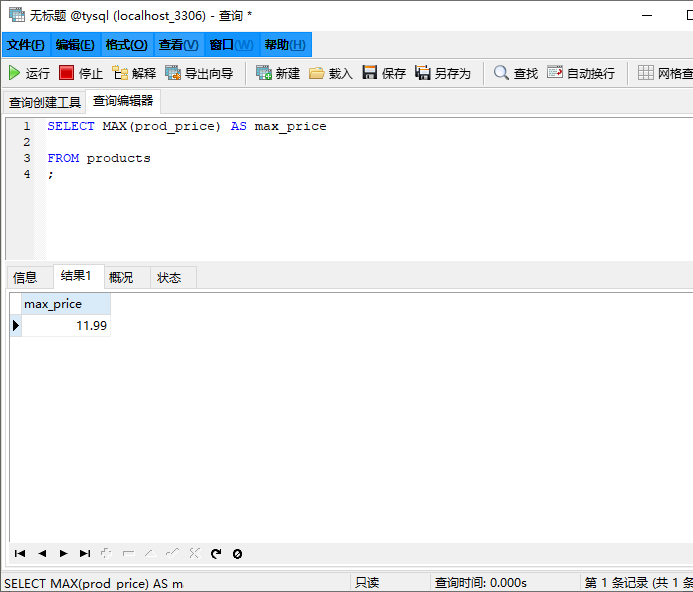 无标题 @tysql (localhost_3306) - 查询 *
文件(F) 编辑(E) 格式(O) 查看(V) 窗口(W) 帮助(H)
运行 停止 解释 导出向导 新建 载入 保存 另存为 查找 自动换行 网格查
查询创建工具 查询编辑器
1 SELECT MAX(prod_price) AS max_price
2
3 FROM products
4 ;
信息 结果1 概况 状态
max_price
11.99
SELECT MAX(prod_price) AS m 只读 查询时间: 0.000s 第 1 条记录 (共 1 条